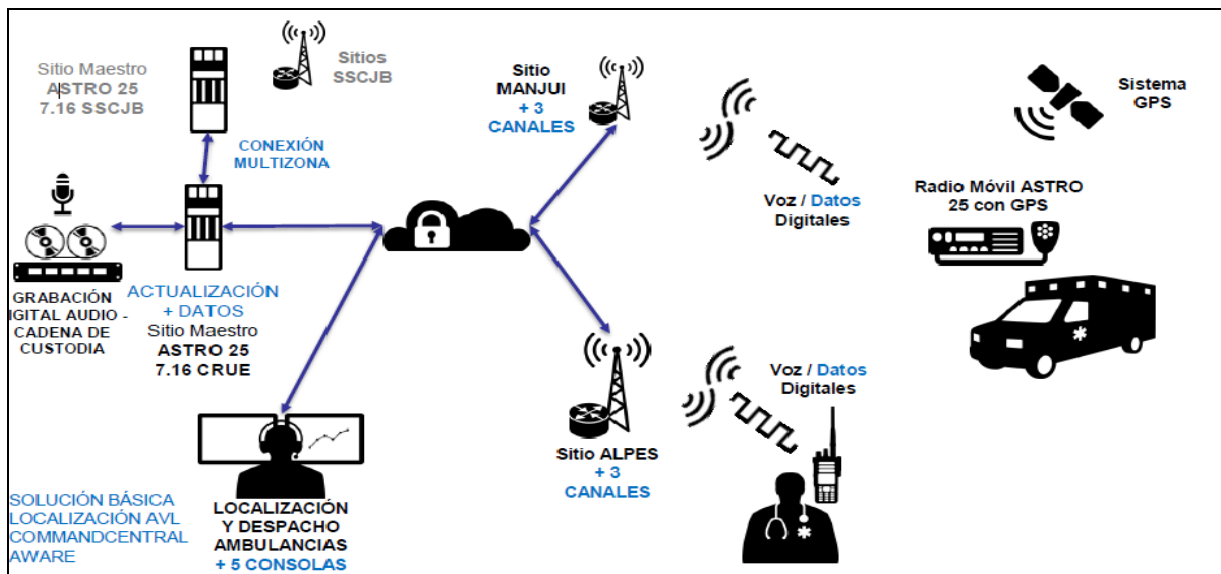 Sitio Maestro
ASTRO 25
7.16 SSCJB
Sitios
SSCJB
CONEXIÓN
MULTIZONA
GRABACIÓN
IGITAL AUDIO -
CADENA DE
CUSTODIA
ACTUALIZACIÓN
+ DATOS
Sitio Maestro
ASTRO 25
7.16 CRUE
SOLUCIÓN BÁSICA
LOCALIZACIÓN AVL
COMMANDCENTRAL
AWARE
LOCALIZACIÓN
Y DESPACHO
AMBULANCIAS
+ 5 CONSOLAS
Sitio
MANJUI
+ 3
CANALES
Sitio ALPES
+ 3
CANALES
Voz / Datos
Digitales
Voz / Datos
Digitales
Sistema
GPS
Radio Móvil ASTRO
25 con GPS